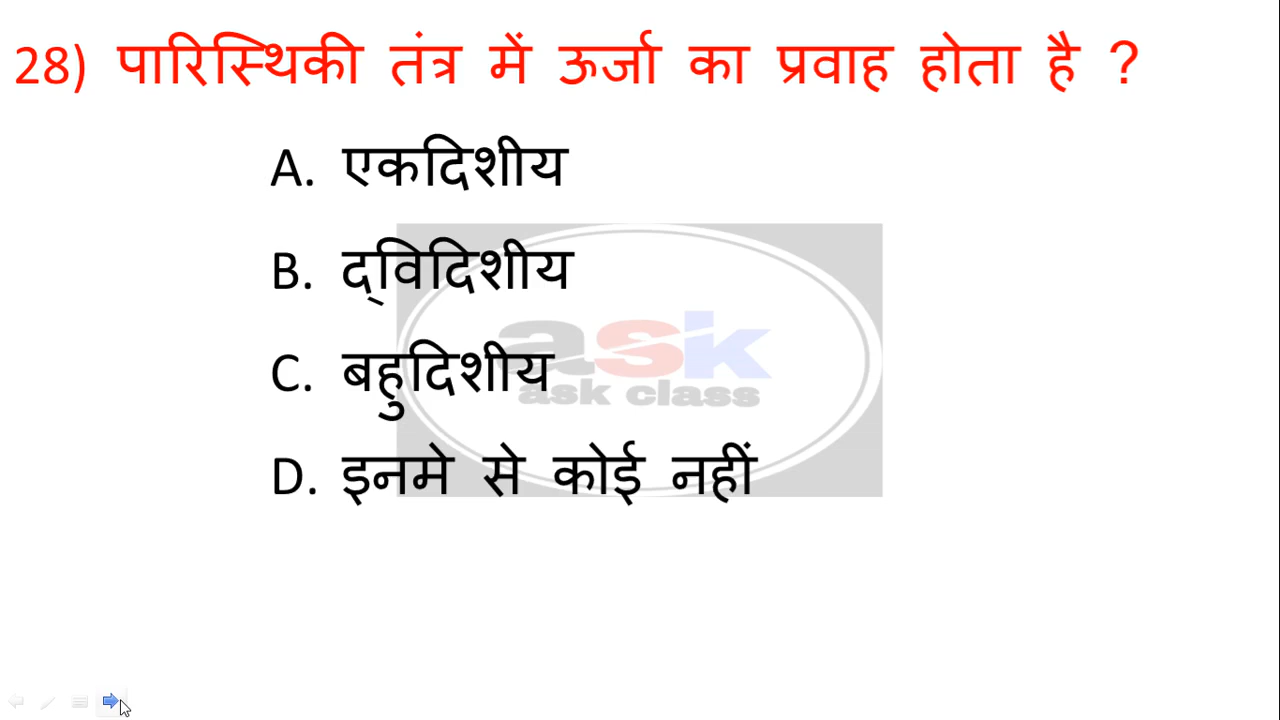 28) पारिस्थिकी तंत्र में ऊर्जा का प्रवाह होता है ?
A. एकदिशीय
B. द्विदिशीय
C. बहुदिशीय
D. इनमे से कोई नहीं
ask
ask class